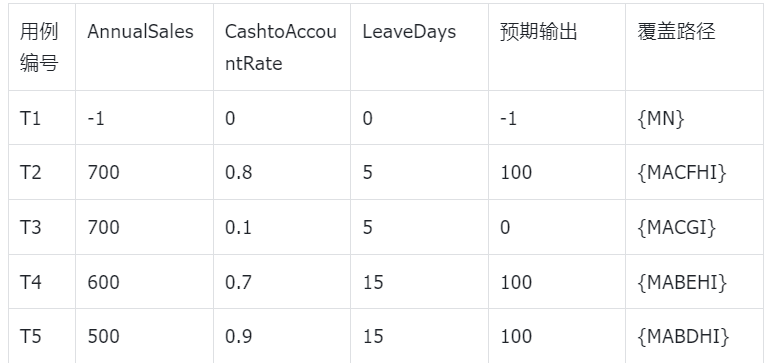 用例编号 AnnualSales CashtoAccountRate LeaveDays 预期输出 覆盖路径
T1 -1 0 0 -1 {MN}
T2 700 0.8 5 100 {MACFHI}
T3 700 0.1 5 0 {MACGI}
T4 600 0.7 15 100 {MABEHI}
T5 500 0.9 15 100 {MABDHI}